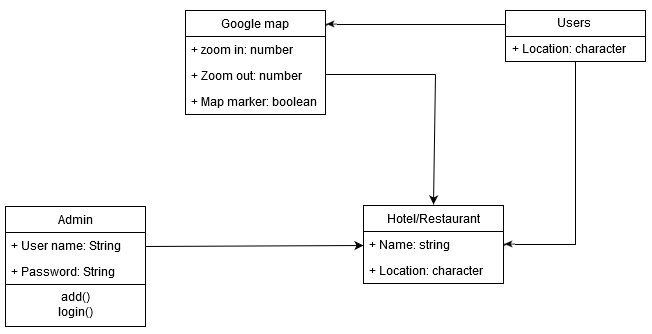 Google map
+ zoom in: number
+ Zoom out: number
+ Map marker: boolean
Users
+ Location: character
Admin
+ User name: String
+ Password: String
add()
login()
Hotel/Restaurant
+ Name: string
+ Location: character